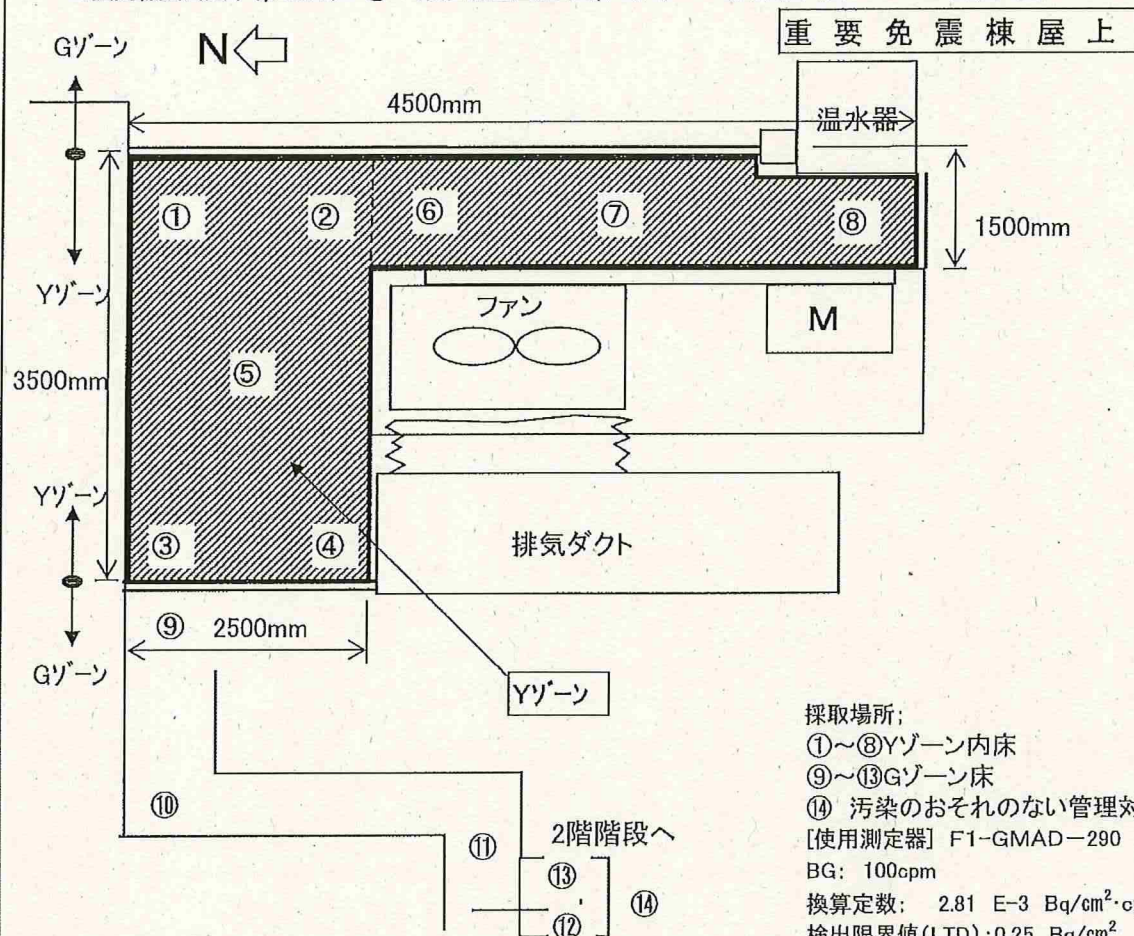 重要免震棟屋上
Gゾーン
N
4500mm
温水器
① ② ⑥ ⑦ ⑧
1500mm
Yゾーン
ファン
M
⑤
3500mm
Yゾーン
③ ④
排気ダクト
⑨ 2500mm
Gゾーン
Yゾーン
採取場所;
①～⑧Yゾーン内床
⑨～⑬Gゾーン床
⑭ 汚染のおそれのない管理対
[使用測定器] F1-GMAD-290
BG: 100cpm
換算定数: 2.81 E-3 Bq/cm²・c
検出限界値(LTD):0.25 Bq/cm²
⑩
⑪
2階階段へ
⑬
⑫
⑭